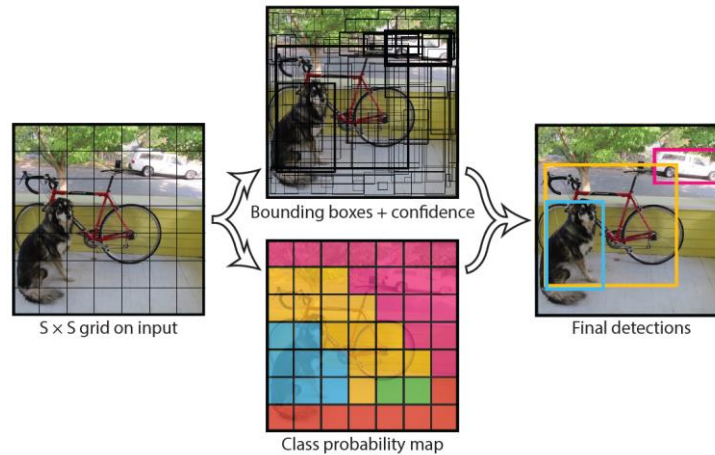 Bounding boxes + confidence
S × S grid on input
Final detections
Class probability map